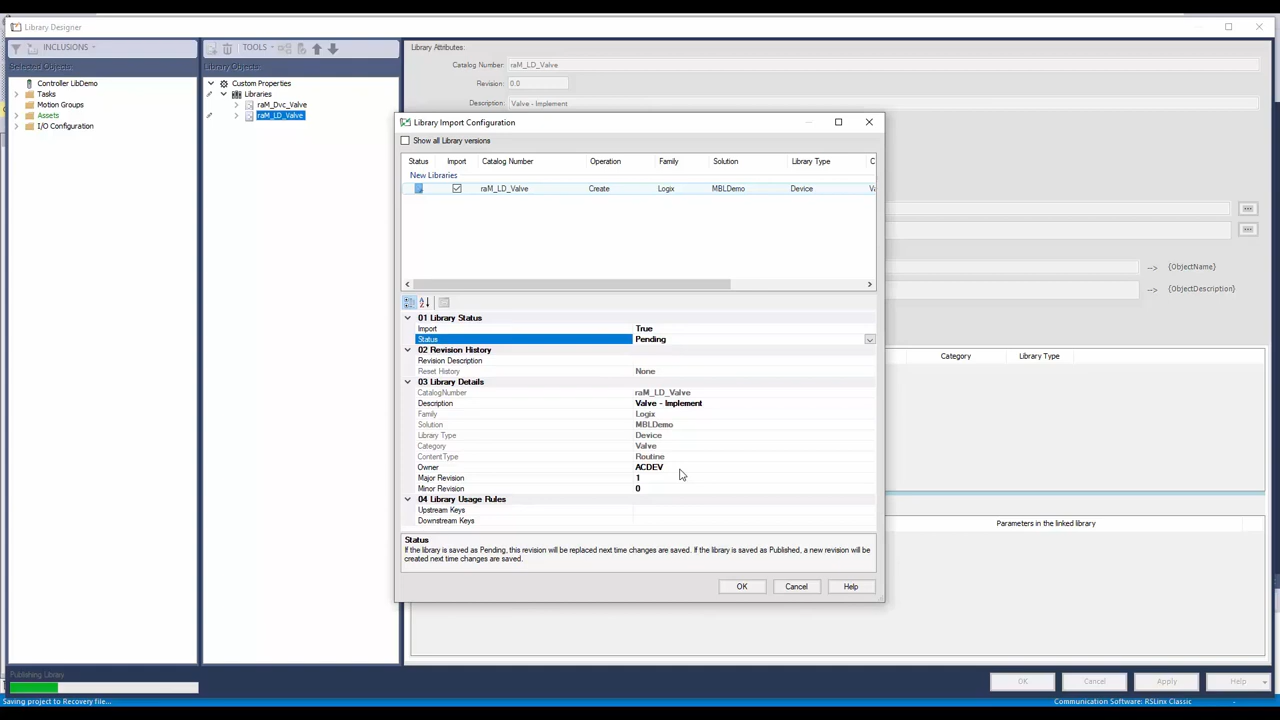 Library Designer
INCLUSIONS
TOOLS
Selected Objects:
Library Objects:
Controller LibDemo
Tasks
Motion Groups
Assets
I/O Configuration
Custom Properties
Libraries
raM_Dvc_Valve
raM_LD_Valve
Library Attributes:
Catalog Number: raM_LD_Valve
Revision: 0.0
Description: Valve - Implement
Library Import Configuration
Show all Library versions
Status Import Catalog Number Operation Family Solution Library Type C
New Libraries
raM_LD_Valve Create Logix MBLDemo Device Va
01 Library Status
Import True
Status Pending
02 Revision History
Revision Description
Reset History None
03 Library Details
CatalogNumber raM_LD_Valve
Description Valve - Implement
Family Logix
Solution MBLDemo
Library Type Device
Category Valve
ContentType Routine
Owner ACDEV
Major Revision 1
Minor Revision 0
04 Library Usage Rules
Upstream Keys
Downstream Keys
Status
If the library is saved as Pending, this revision will be replaced next time changes are saved. If the library is saved as Published, a new revision will be
created next time changes are saved.
OK Cancel Help
--> {ObjectName}
--> {ObjectDescription}
Category Library Type
Parameters in the linked library
Publishing Library
OK Cancel Apply Help
Saving project to Recovery file...
Communication Software: RSLinx Classic